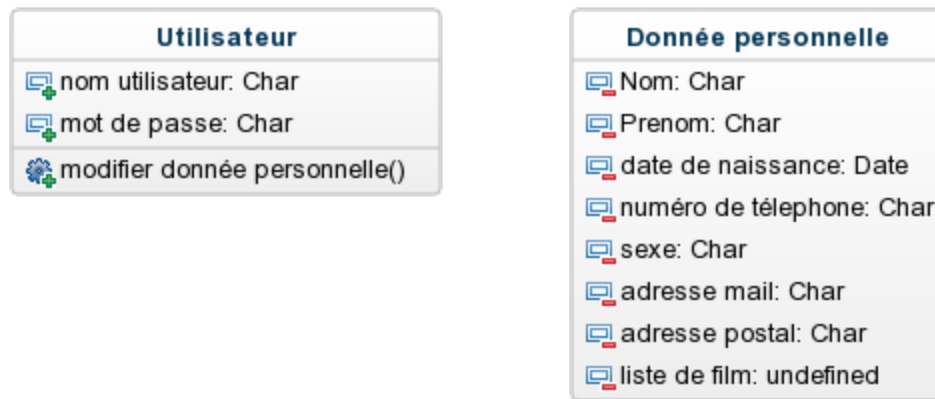 Utilisateur
nom utilisateur: Char
mot de passe: Char
modifier donnée personnelle()
Donnée personnelle
Nom: Char
Prenom: Char
date de naissance: Date
numéro de télephone: Char
sexe: Char
adresse mail: Char
adresse postal: Char
liste de film: undefined